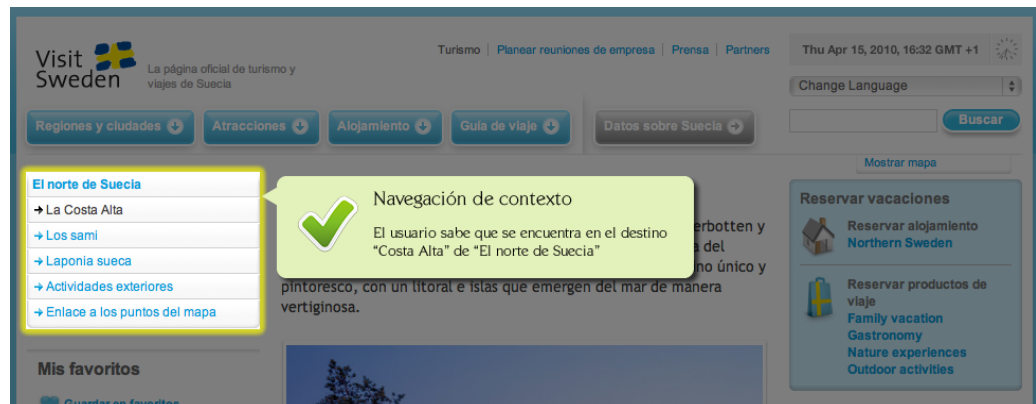 Visit
Sweden
La página oficial de turismo y
viajes de Suecia
Turismo | Planear reuniones de empresa | Prensa | Partners
Thu Apr 15, 2010, 16:32 GMT +1
Change Language
Regiones y ciudades
Atracciones
Alojamiento
Guía de viaje
Datos sobre Suecia
Buscar
Mostrar mapa
El norte de Suecia
La Costa Alta
Los sami
Laponia sueca
Actividades exteriores
Enlace a los puntos del mapa
Navegación de contexto
El usuario sabe que se encuentra en el destino
“Costa Alta” de “El norte de Suecia”
erbotten y
a del
no único y
pintoresco, con un litoral e islas que emergen del mar de manera
vertiginosa.
Reservar vacaciones
Reservar alojamiento
Northern Sweden
Reservar productos de
viaje
Family vacation
Gastronomy
Nature experiences
Outdoor activities
Mis favoritos
Guardar en favoritos